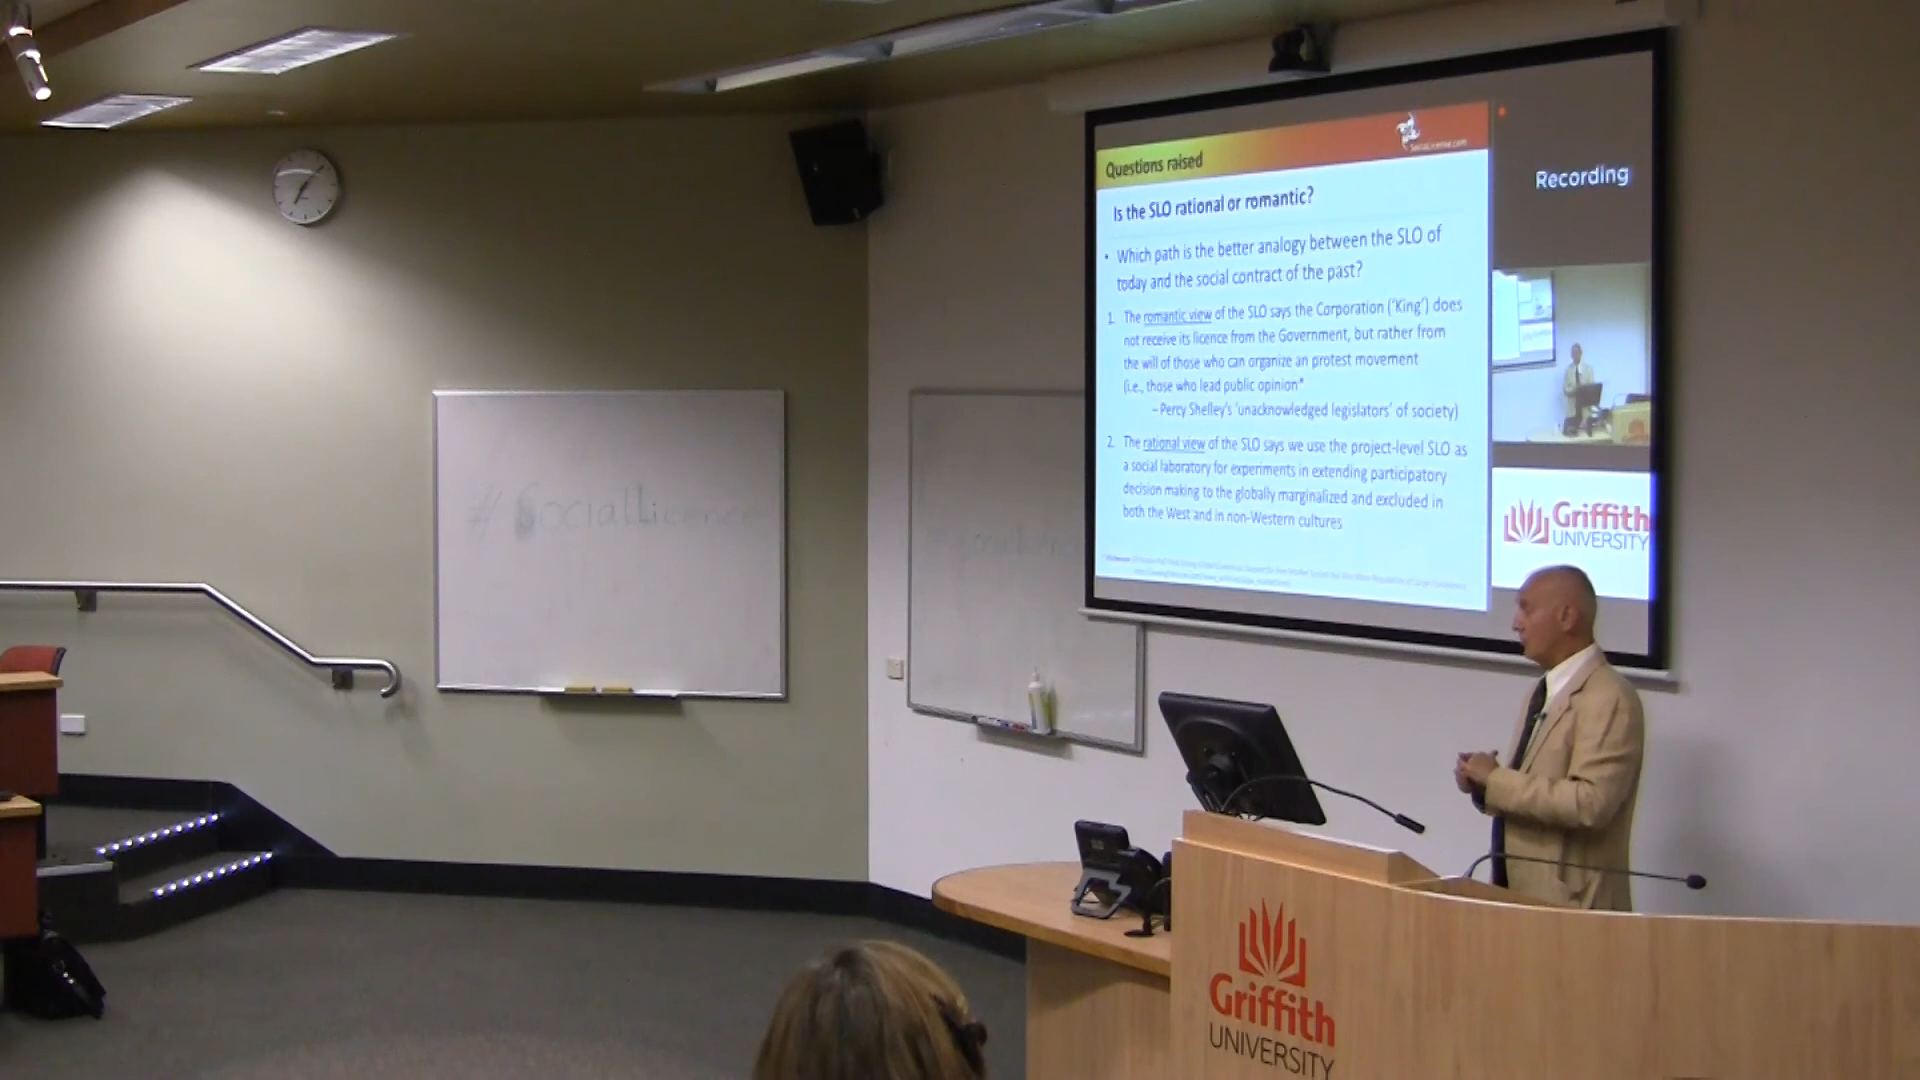 # SocialLicence
Questions raised
SocialLicense.com
Is the SLO rational or romantic?
• Which path is the better analogy between the SLO of
today and the social contract of the past?
1. The romantic view of the SLO says the Corporation ('King') does
not receive its licence from the Government, but rather from
the will of those who can organize an protest movement
(i.e., those who lead public opinion*
– Percy Shelley's 'unacknowledged legislators' of society)
2. The rational view of the SLO says we use the project-level SLO as
a social laboratory for experiments in extending participatory
decision making to the globally marginalized and excluded in
both the West and in non-Western cultures
Recording
Griffith
UNIVERSITY
Griffith
UNIVERSITY